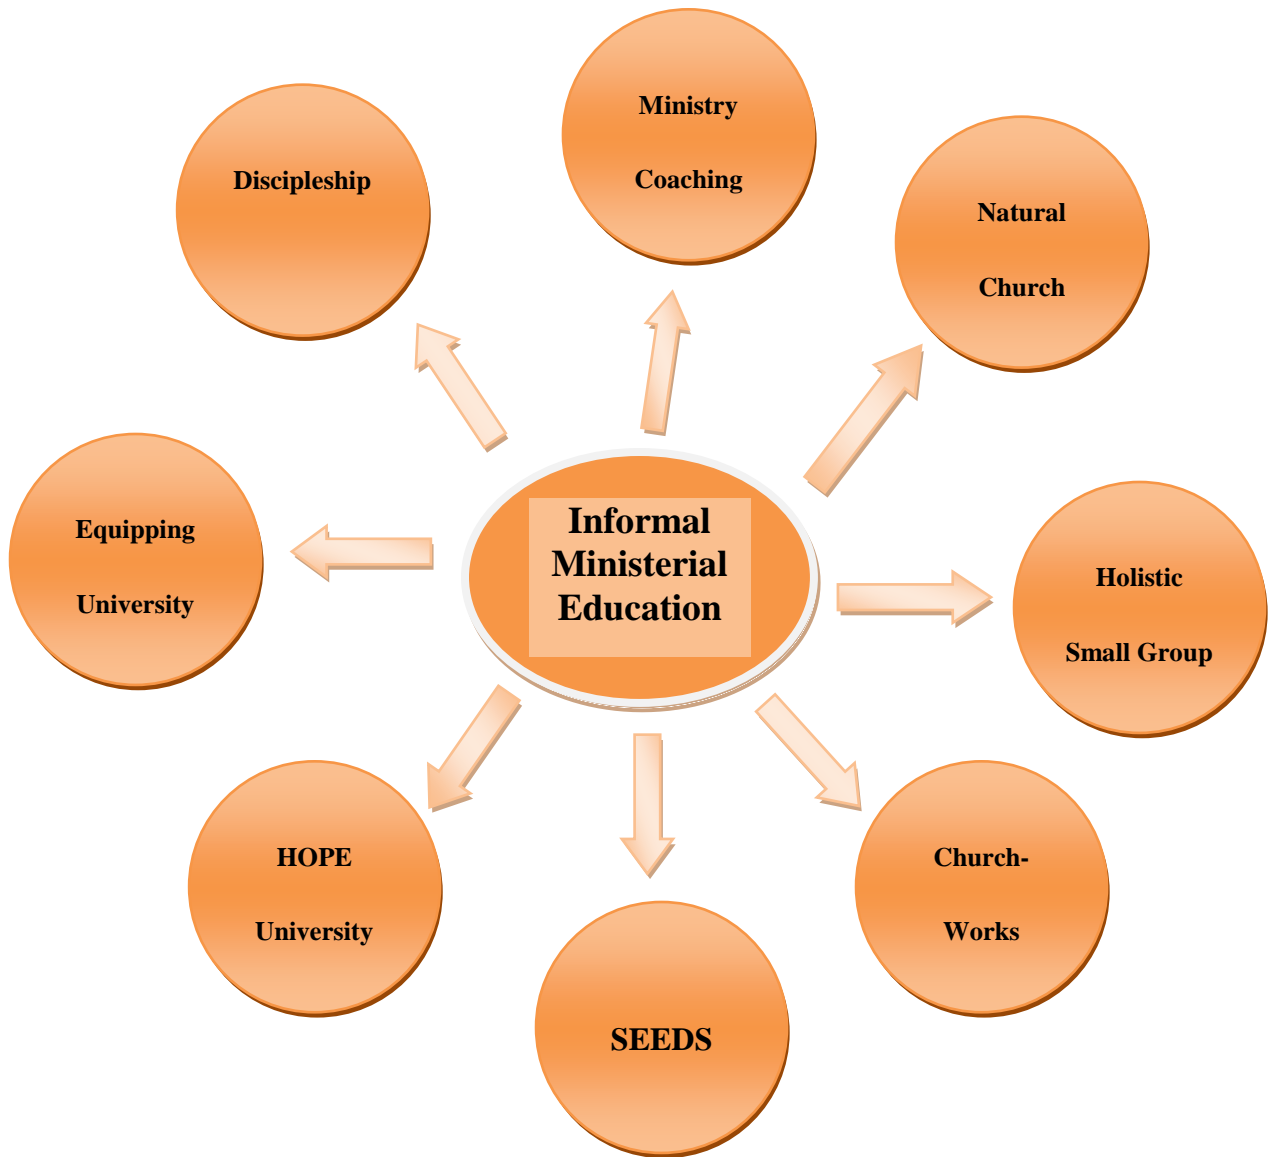 Ministry
Coaching
Discipleship
Natural
Church
Equipping
University
Informal
Ministerial
Education
Holistic
Small Group
HOPE
University
Church-
Works
SEEDS